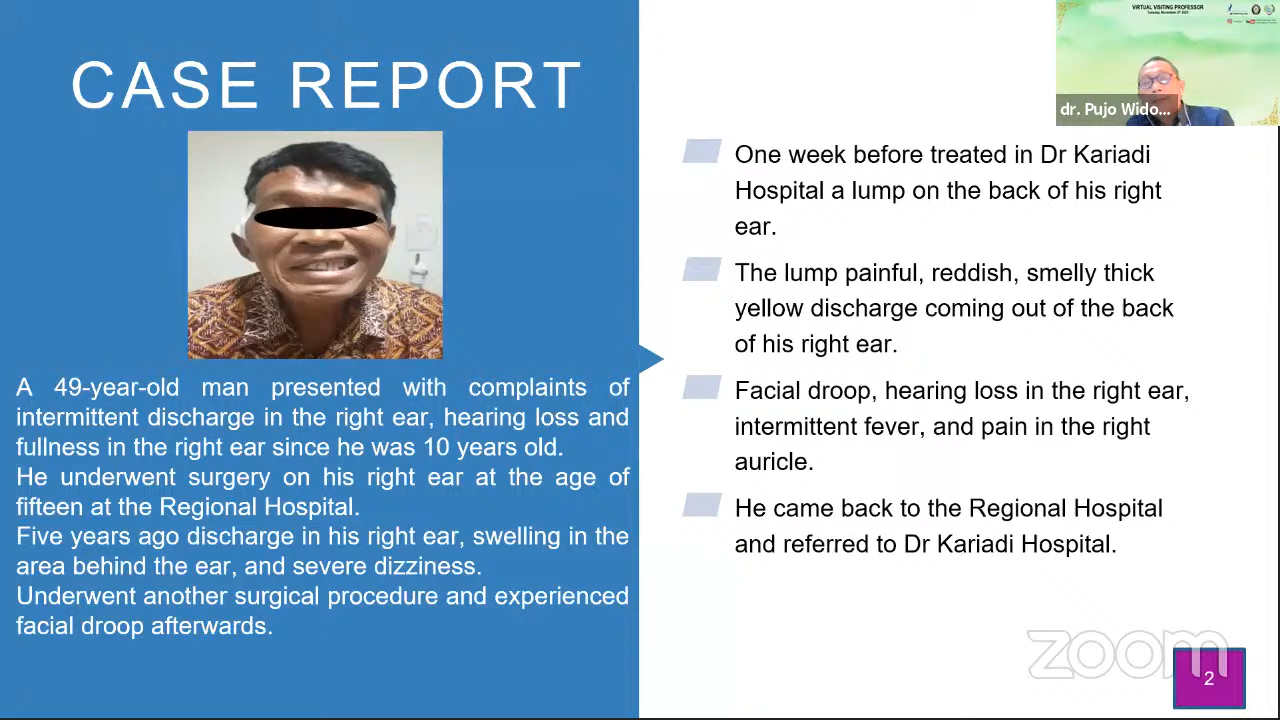 CASE REPORT
A 49-year-old man presented with complaints of
intermittent discharge in the right ear, hearing loss and
fullness in the right ear since he was 10 years old.
He underwent surgery on his right ear at the age of
fifteen at the Regional Hospital.
Five years ago discharge in his right ear, swelling in the
area behind the ear, and severe dizziness.
Underwent another surgical procedure and experienced
facial droop afterwards.
VIRTUAL VISITING PROFESSOR
dr. Pujo Wido...
One week before treated in Dr Kariadi
Hospital a lump on the back of his right
ear.
The lump painful, reddish, smelly thick
yellow discharge coming out of the back
of his right ear.
Facial droop, hearing loss in the right ear,
intermittent fever, and pain in the right
auricle.
He came back to the Regional Hospital
and referred to Dr Kariadi Hospital.
zoom
2